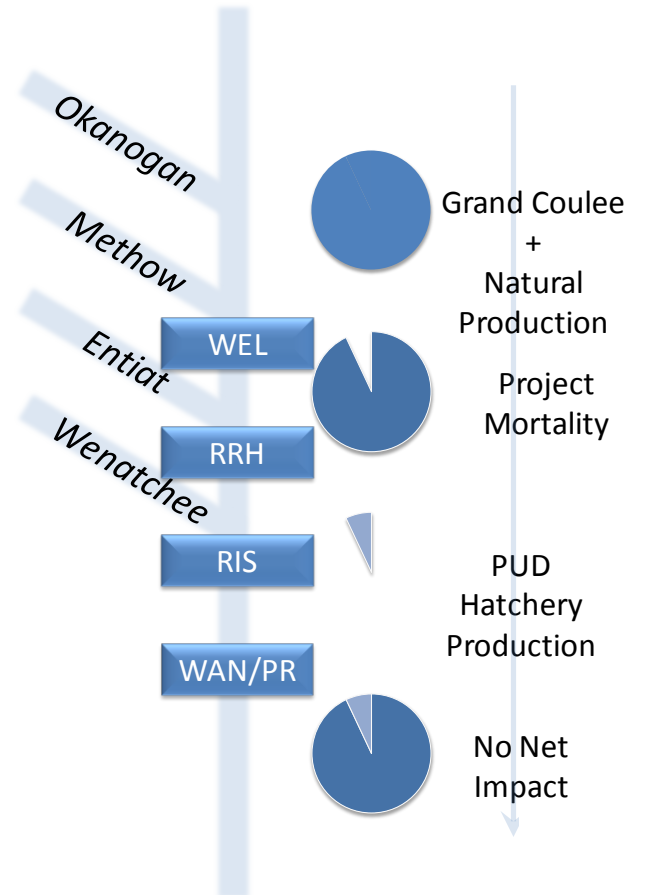 Okanogan
Methow
Entiat
Wenatchee
WEL
RRH
RIS
WAN/PR
Grand Coulee
+
Natural
Production
Project
Mortality
PUD
Hatchery
Production
No Net
Impact